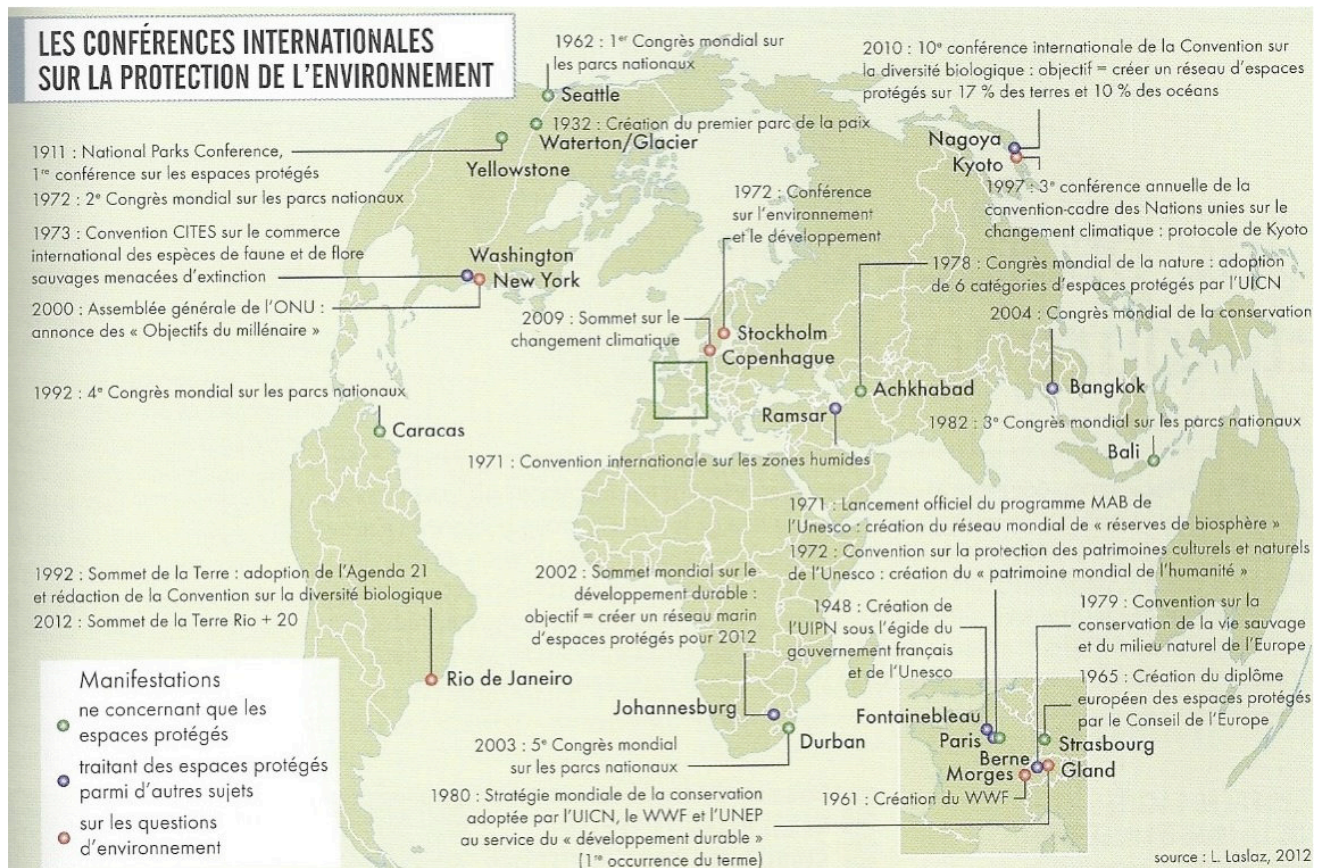 LES CONFÉRENCES INTERNATIONALES
SUR LA PROTECTION DE L'ENVIRONNEMENT
1962 : 1er Congrès mondial sur
les parcs nationaux
Seattle
1932 : Création du premier parc de la paix
Waterton/Glacier
1911 : National Parks Conference,
1re conférence sur les espaces protégés
Yellowstone
1972 : 2e Congrès mondial sur les parcs nationaux
1973 : Convention CITES sur le commerce
international des espèces de faune et de flore
sauvages menacées d'extinction
Washington
New York
2000 : Assemblée générale de l'ONU :
annonce des « Objectifs du millénaire »
2010 : 10e conférence internationale de la Convention sur
la diversité biologique : objectif = créer un réseau d'espaces
protégés sur 17 % des terres et 10 % des océans
Nagoya
Kyoto
1997 : 3e conférence annuelle de la
convention-cadre des Nations unies sur le
changement climatique : protocole de Kyoto
1972 : Conférence
sur l'environnement
et le développement
1978 : Congrès mondial de la nature : adoption
de 6 catégories d'espaces protégés par l'UICN
2004 : Congrès mondial de la conservation
2009 : Sommet sur le
changement climatique
Stockholm
Copenhague
Achkhabad
Bangkok
Ramsar
1982 : 3e Congrès mondial sur les parcs nationaux
Bali
1992 : 4e Congrès mondial sur les parcs nationaux
Caracas
1971 : Convention internationale sur les zones humides
1971 : Lancement officiel du programme MAB de
l'Unesco : création du réseau mondial de « réserves de biosphère »
1972 : Convention sur la protection des patrimoines culturels et naturels
de l'Unesco : création du « patrimoine mondial de l'humanité »
1992 : Sommet de la Terre : adoption de l'Agenda 21
et rédaction de la Convention sur la diversité biologique
2012 : Sommet de la Terre Rio + 20
Rio de Janeiro
2002 : Sommet mondial sur le
développement durable :
objectif = créer un réseau marin
d'espaces protégés pour 2012
Johannesburg
1948 : Création de
l'UIPN sous l'égide du
gouvernement français
et de l'Unesco
1979 : Convention sur la
conservation de la vie sauvage
et du milieu naturel de l'Europe
1965 : Création du diplôme
européen des espaces protégés
par le Conseil de l'Europe
Fontainebleau
Paris
Strasbourg
Berne
Morges
Gland
2003 : 5e Congrès mondial
sur les parcs nationaux
Durban
1961 : Création du WWF
1980 : Stratégie mondiale de la conservation
adoptée par l'UICN, le WWF et l'UNEP
au service du « développement durable »
(1re occurrence du terme)
Manifestations
ne concernant que les
espaces protégés
traitant des espaces protégés
parmi d'autres sujets
sur les questions
d'environnement
source : L. Laslaz, 2012